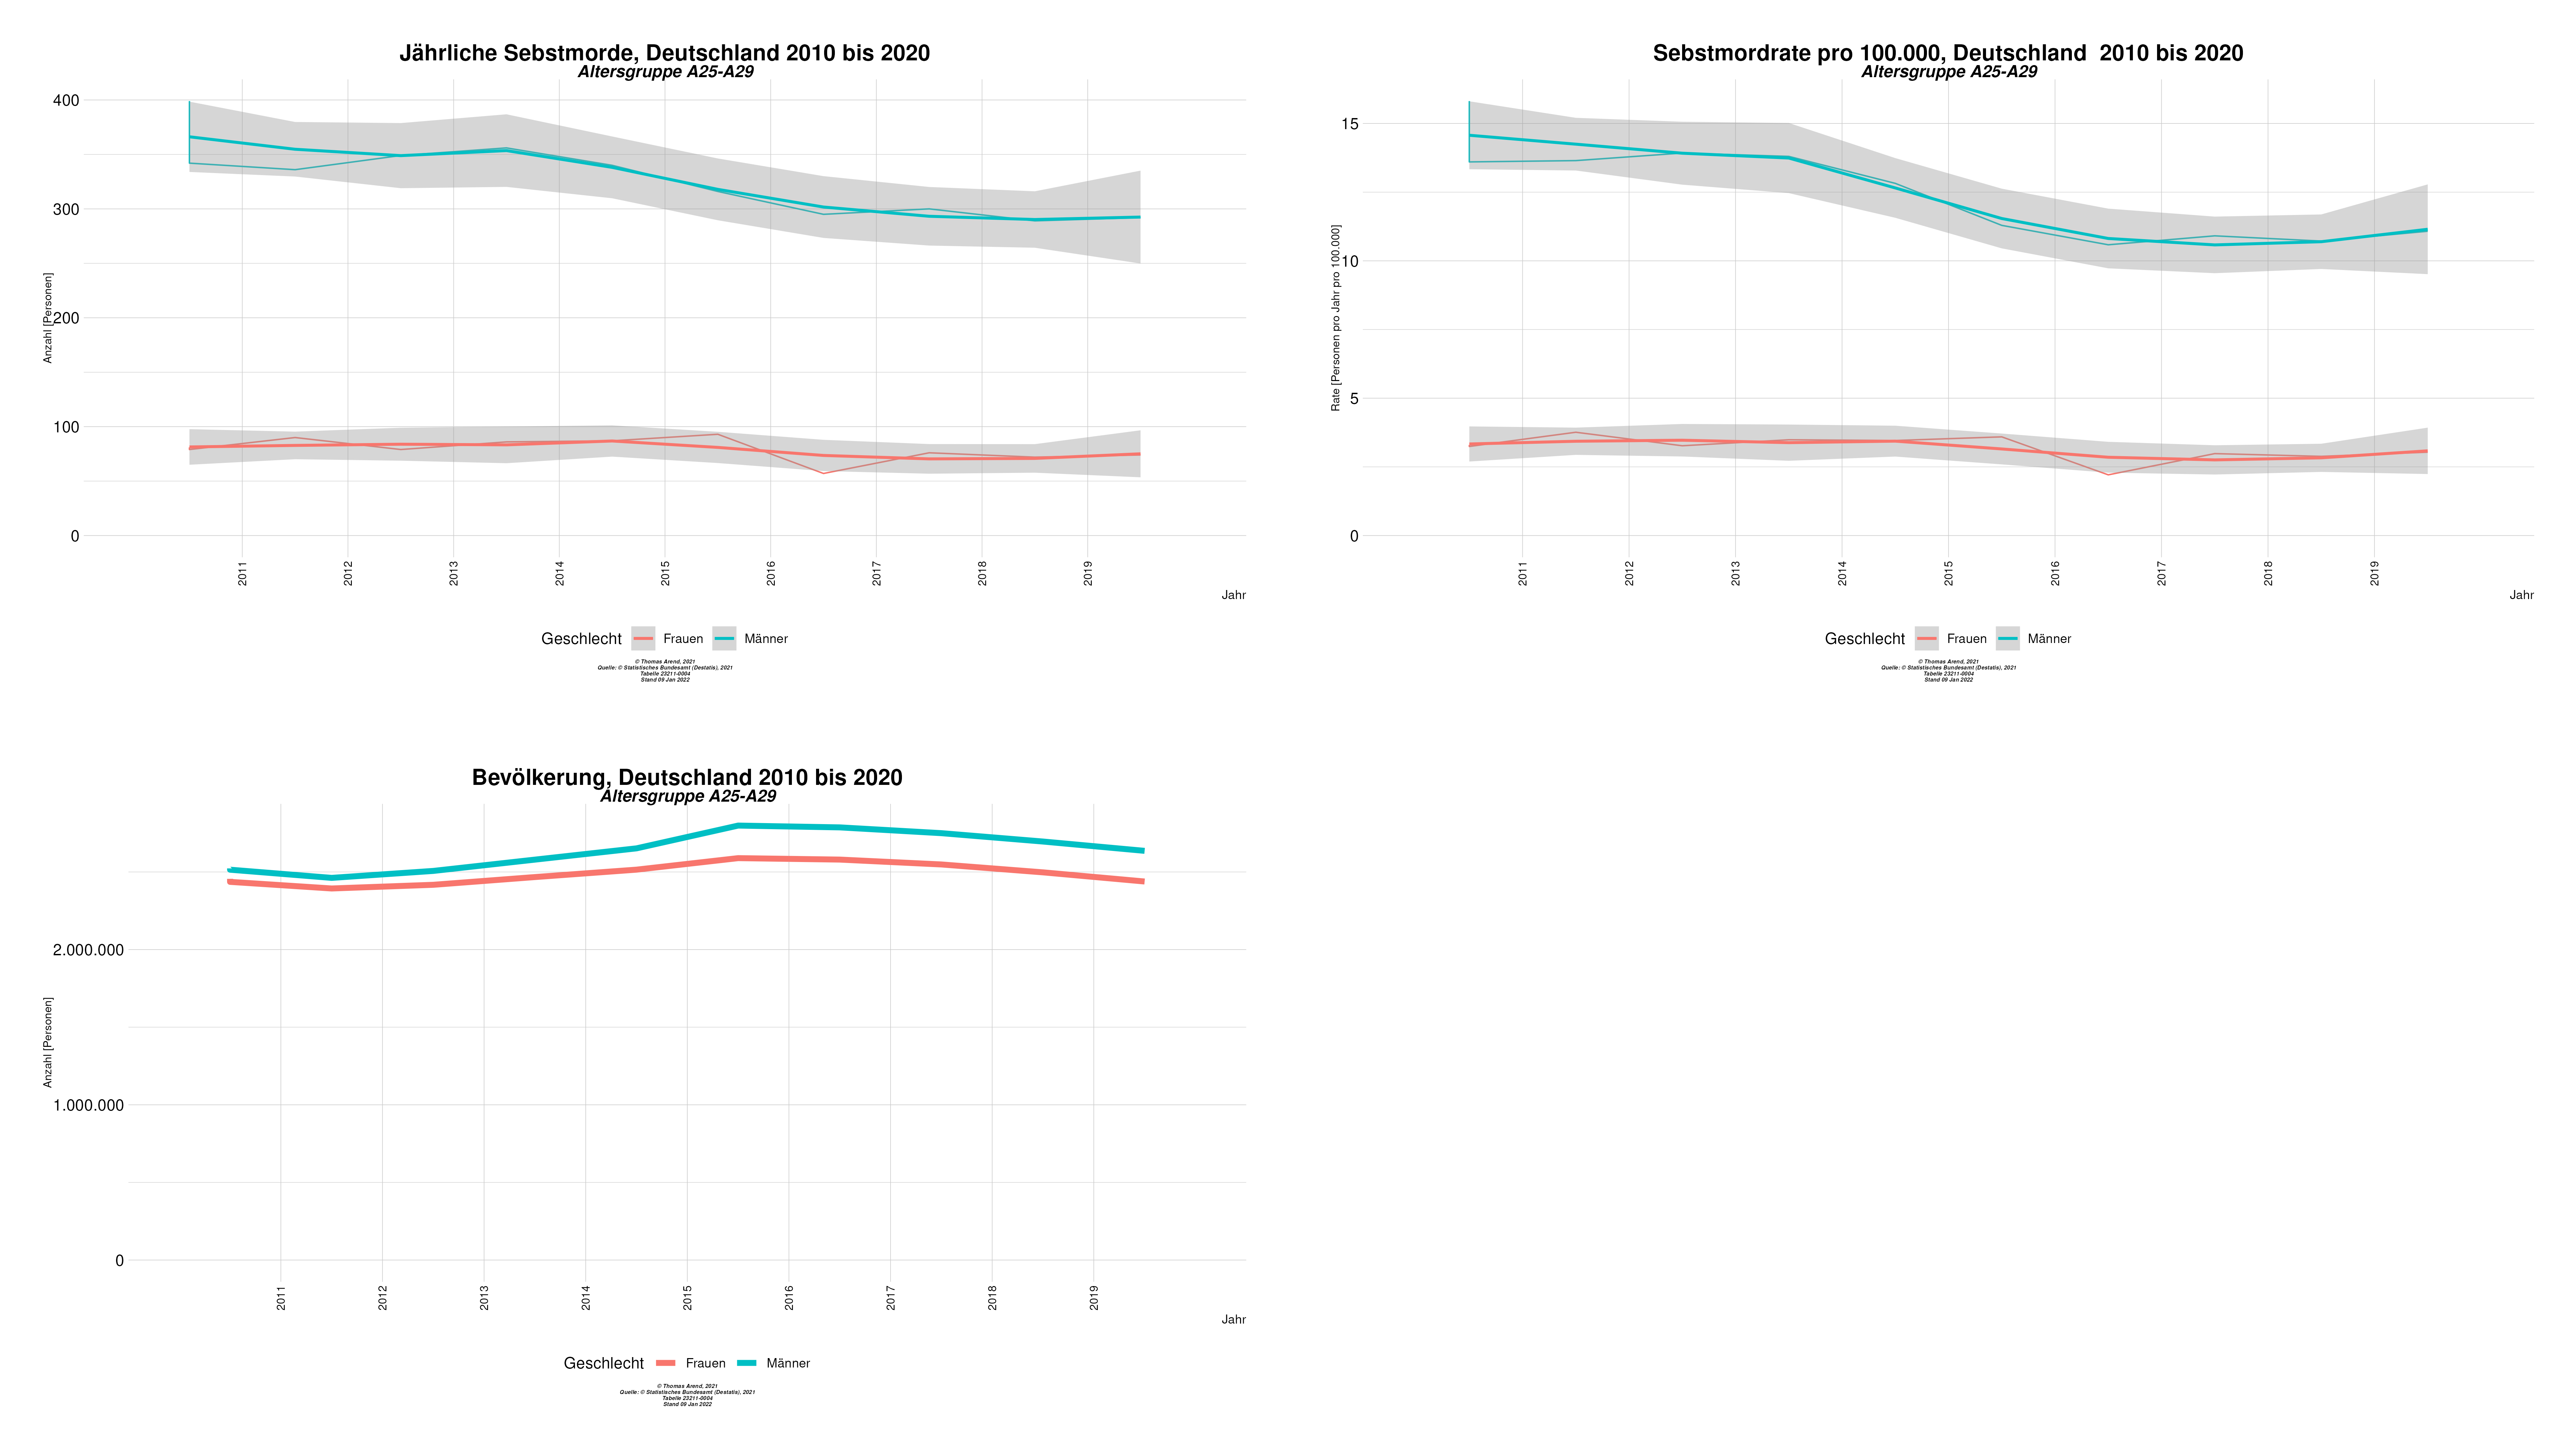 Jährliche Sebstmorde, Deutschland 2010 bis 2020
Altersgruppe A25-A29
Anzahl [Personen]
400
300
200
100
0
2011
2012
2013
2014
2015
2016
2017
2018
2019
Jahr
Geschlecht Frauen Männer
© Thomas Arend, 2021
Quelle: © Statistisches Bundesamt (Destatis), 2021
Tabelle 23211-0004
Stand 09 Jan 2022
Sebstmordrate pro 100.000, Deutschland  2010 bis 2020
Altersgruppe A25-A29
Rate [Personen pro Jahr pro 100.000]
15
10
5
0
2011
2012
2013
2014
2015
2016
2017
2018
2019
Jahr
Geschlecht Frauen Männer
© Thomas Arend, 2021
Quelle: © Statistisches Bundesamt (Destatis), 2021
Tabelle 23211-0004
Stand 09 Jan 2022
Bevölkerung, Deutschland 2010 bis 2020
Altersgruppe A25-A29
Anzahl [Personen]
2.000.000
1.000.000
0
2011
2012
2013
2014
2015
2016
2017
2018
2019
Jahr
Geschlecht Frauen Männer
© Thomas Arend, 2021
Quelle: © Statistisches Bundesamt (Destatis), 2021
Tabelle 23211-0004
Stand 09 Jan 2022